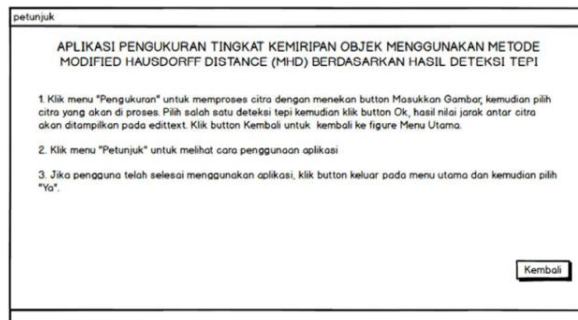 petunjuk
APLIKASI PENGUKURAN TINGKAT KEMIRIPAN OBJEK MENGGUNAKAN METODE
MODIFIED HAUSDORFF DISTANCE (MHD) BERDASARKAN HASIL DETEKSI TEPI
1. Klik menu "Pengukuran" untuk memproses citra dengan menekan button Masukkan Gambar, kemudian pilih
citra yang akan di proses. Pilih salah satu deteksi tepi kemudian klik button Ok, hasil nilai jarak antar citra
akan ditampilkan pada edittext. Klik button Kembali untuk kembali ke figure Menu Utama.
2. Klik menu "Petunjuk" untuk melihat cara penggunaan aplikasi
3. Jika pengguna telah selesai menggunakan aplikasi, klik button keluar pada menu utama dan kemudian pilih
"Ya".
Kembali